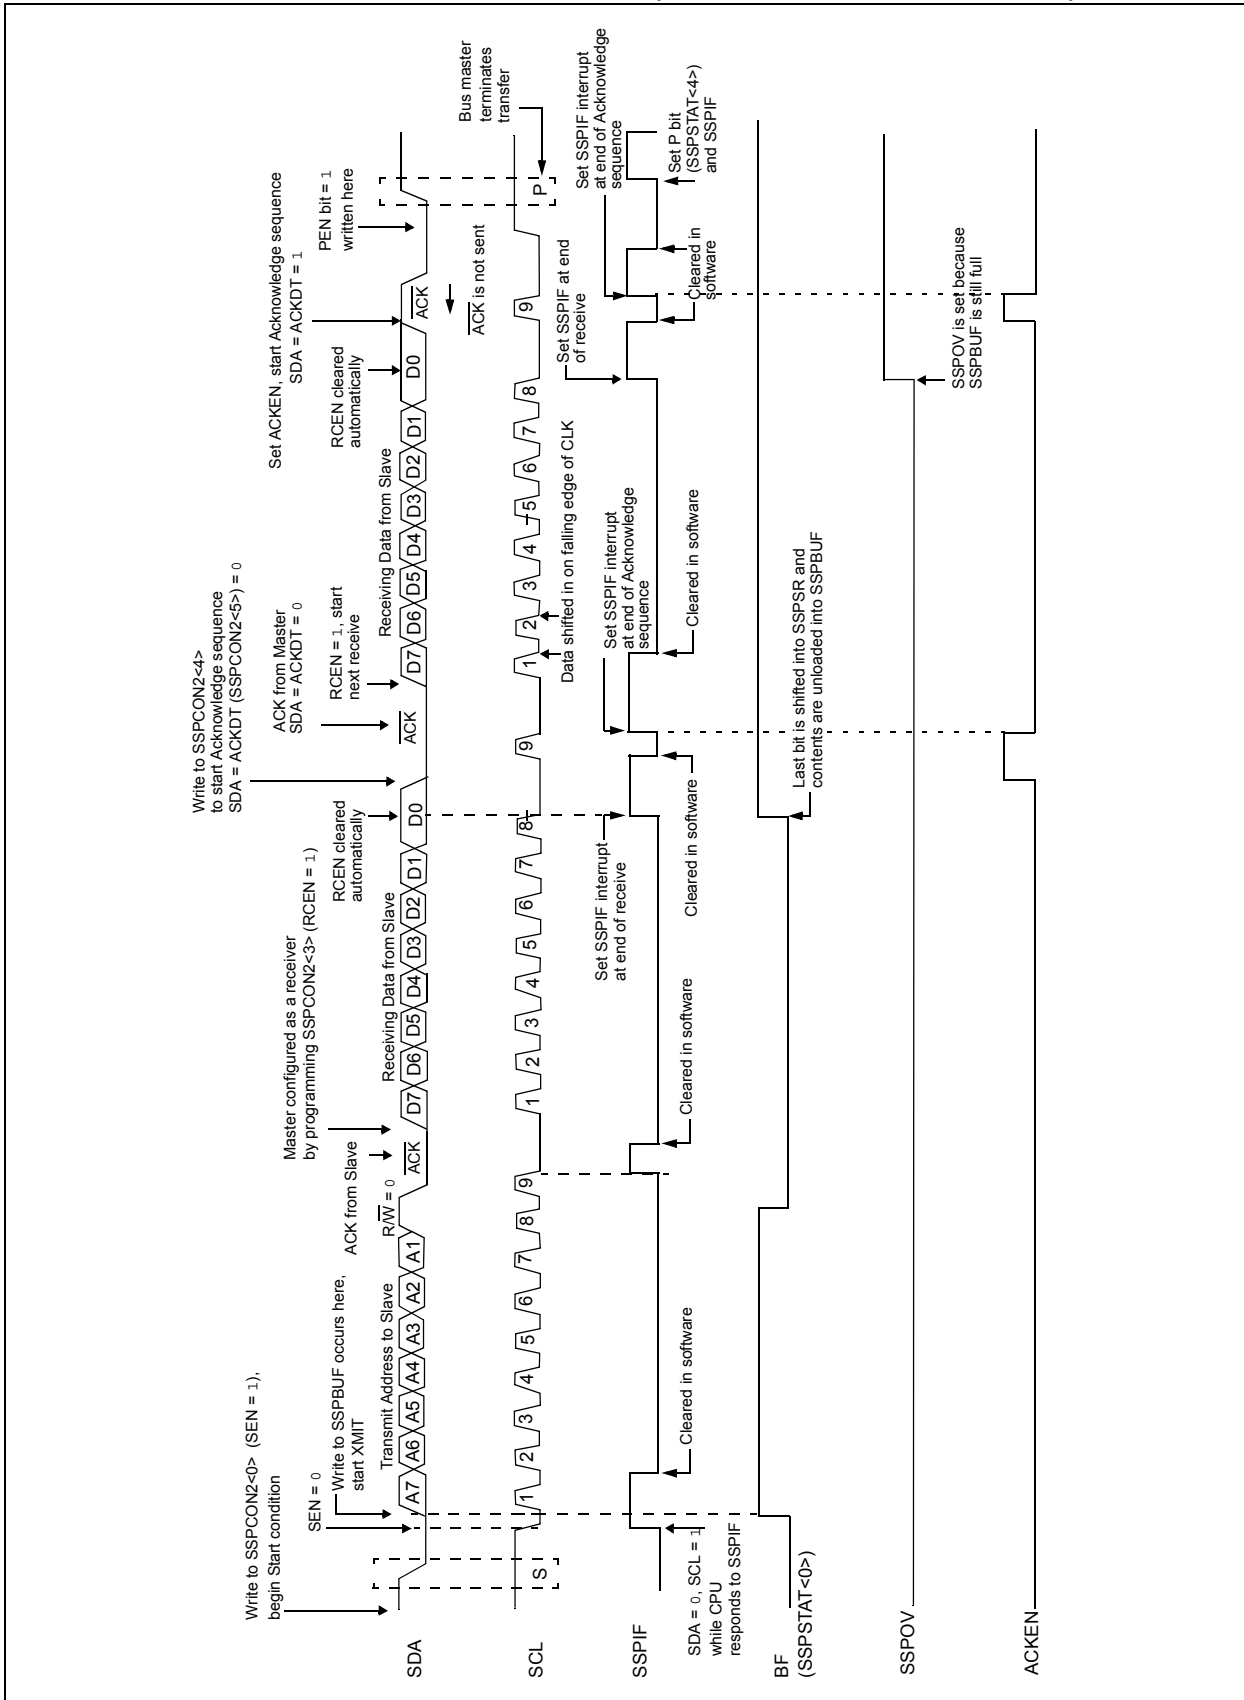 Write to SSPCON2<0> (SEN = 1),
begin Start condition
SEN = 0
Write to SSPBUF occurs here,
start XMIT
ACK from Slave
Master configured as a receiver
by programming SSPCON2<3> (RCEN = 1)
RCEN cleared
automatically
Write to SSPCON2<4>
to start Acknowledge sequence
SDA = ACKDT (SSPCON2<5>) = 0
ACK from Master
SDA = ACKDT = 0
RCEN = 1, start
next receive
RCEN cleared
automatically
Set ACKEN, start Acknowledge sequence
SDA = ACKDT = 1
PEN bit = 1
written here
Transmit Address to Slave
R/W = 0
Receiving Data from Slave
Receiving Data from Slave
SDA
A7 A6 A5 A4 A3 A2 A1
ACK
D7 D6 D5 D4 D3 D2 D1 D0
ACK
D7 D6 D5 D4 D3 D2 D1 D0
ACK
ACK is not sent
Bus master
terminates
transfer
SCL
S
1 2 3 4 5 6 7 8 9
1 2 3 4 5 6 7 8 9
1 2 3 4 5 6 7 8 9
P
Data shifted in on falling edge of CLK
Set SSPIF interrupt
at end of receive
Set SSPIF interrupt
at end of Acknowledge
sequence
Set SSPIF at end
of receive
Set SSPIF interrupt
at end of Acknowledge
sequence
SSPIF
SDA = 0, SCL = 1
while CPU
responds to SSPIF
Cleared in software
Cleared in software
Cleared in software
Cleared in software
Cleared in
software
Set P bit
(SSPSTAT<4>)
and SSPIF
BF
(SSPSTAT<0>)
Last bit is shifted into SSPSR and
contents are unloaded into SSPBUF
SSPOV
SSPOV is set because
SSPBUF is still full
ACKEN